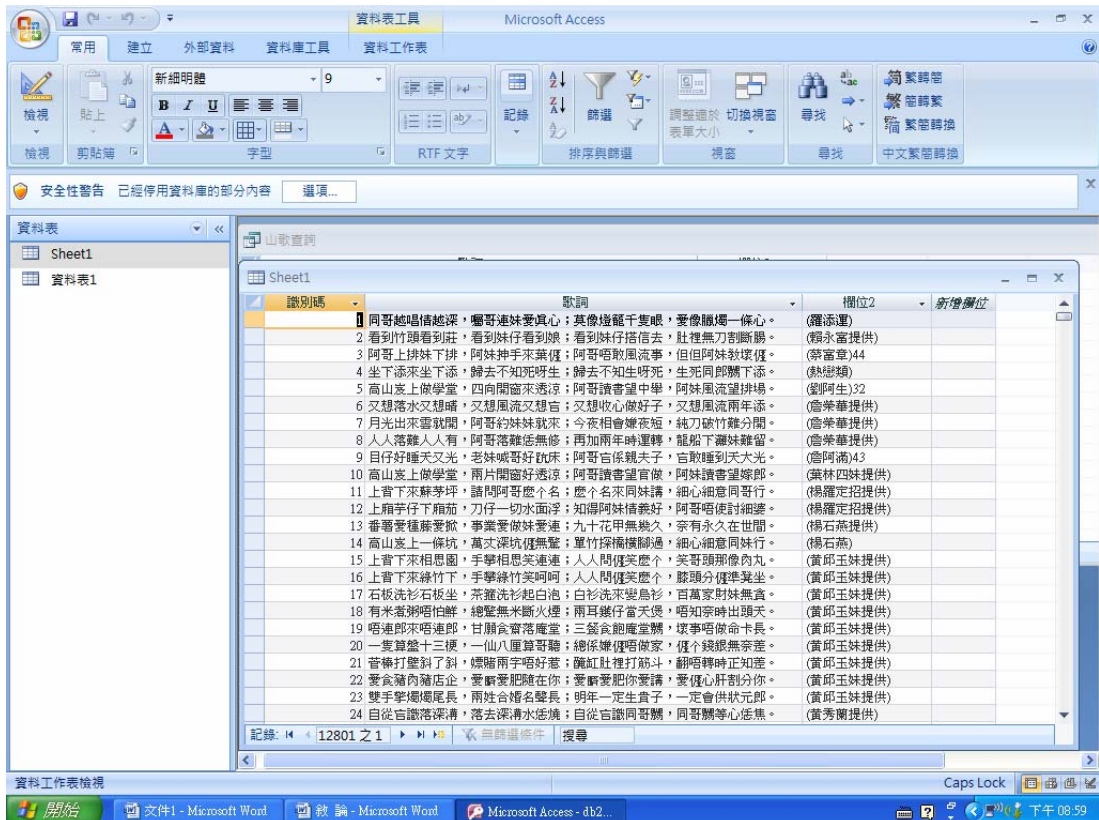 資料表工具 Microsoft Access
常用 建立 外部資料 資料庫工具 資料工作表
新細明體 9
檢視 貼上 B I U 記錄 篩選 調整適於表單大小 切換視窗 尋找
繁轉簡
簡轉繁
繁簡轉換
檢視 剪貼簿 字型 RTF 文字 排序與篩選 視窗 尋找 中文繁簡轉換
安全性警告 已經停用資料庫的部分內容 選項...
資料表
Sheet1
資料表1
山歌查詢
Sheet1
識別碼 歌詞 欄位2 新增欄位
1 同哥越唱情越深,囑哥連妹愛真心;莫像燈籠千隻眼,愛像臘燭一條心。 (羅添運)
2 看到竹頭看到莊,看到妹仔看到娘;看到妹仔搭信去,肚裡無刀割斷腸。 (賴永富提供)
3 阿哥上排妹下排,阿妹抻手來葉𠊎;阿哥唔敢風流事,但但阿妹教壞𠊎。 (蔡富章)44
4 坐下添來坐下添,歸去不知死呀生;歸去不知生呀死,生死同郎嬲下添。 (熱戀類)
5 高山崀上做學堂,四向開窗來透涼;阿哥讀書望中舉,阿妹風流望排場。 (劉阿生)32
6 又想落水又想晴,又想風流又想官;又想收心做好子,又想風流兩年添。 (詹榮華提供)
7 月光出來雲就開,阿哥約妹妹就來;今夜相會嫌夜短,純刀破竹難分開。 (詹榮華提供)
8 人人落難人人有,阿哥落難恁無修;再加兩年時運轉,龍船下灘妹難留。 (詹榮華提供)
9 目仔好睡天又光,老妹喊哥好䟘床;阿哥官係親夫子,官敢睡到天大光。 (詹阿滿)43
10 高山崀上做學堂,兩片開窗好透涼;阿哥讀書望官做,阿妹讀書望嫁郎。 (葉林四妹提供)
11 上背下來蘇茅坪,請問阿哥麼个名;麼个名來同妹講,細心細意同哥行。 (楊羅定招提供)
12 上廂芋仔下廂茄,刀仔一切水面浮;知得阿妹情義好,阿哥唔使討細婆。 (楊羅定招提供)
13 番薯愛種藤愛掀,事業愛做妹愛連;九十花甲無幾久,奈有永久在世間。 (楊石燕提供)
14 高山崀上一條坑,萬丈深坑𠊎無驚;單竹探橋橫腳過,細心細意同妹行。 (楊石燕)
15 上背下來相思園,手攀相思笑連連;人人問𠊎笑麼个,笑哥頭那像肉丸。 (黃邱玉妹提供)
16 上背下來綠竹下,手攀綠竹笑呵呵;人人問𠊎笑麼个,膝頭分𠊎準凳坐。 (黃邱玉妹提供)
17 石板洗衫石板坐,茶箍洗衫起白泡;白衫洗來變烏衫,百萬家財妹無貪。 (黃邱玉妹提供)
18 有米煮粥唔怕鮮,總驚無米斷火煙;兩耳鑊仔當天煲,唔知奈時出頭天。 (黃邱玉妹提供)
19 唔連郎來唔連郎,甘願食齋落庵堂;三餐食飽庵堂嬲,壞事唔做命卡長。 (黃邱玉妹提供)
20 一隻算盤十三梗,一仙八厘算哥聽;總係嫌𠊎唔做家,𠊎个錢銀無奈差。 (黃邱玉妹提供)
21 菅榛打壁斜了斜,嫖賭兩字唔好惹;醃缸肚裡打筋斗,翻唔轉時正知差。 (黃邱玉妹提供)
22 愛食豬肉豬店企,愛 愛肥隨在你;愛 愛肥你愛講,愛𠊎心肝割分你。 (黃邱玉妹提供)
23 雙手擎燭燭尾長,兩姓合婚名聲長;明年一定生貴子,一定會供狀元郎。 (黃邱玉妹提供)
24 自從官識落深溝,落去深溝水恁燒;自從官識同哥嬲,同哥嬲等心恁焦。 (黃秀蘭提供)
記錄: 12801 之 1 無篩選條件 搜尋
資料工作表檢視 Caps Lock
開始 文件1 - Microsoft Word 敘 論 - Microsoft Word Microsoft Access - db2... 下午 08:59